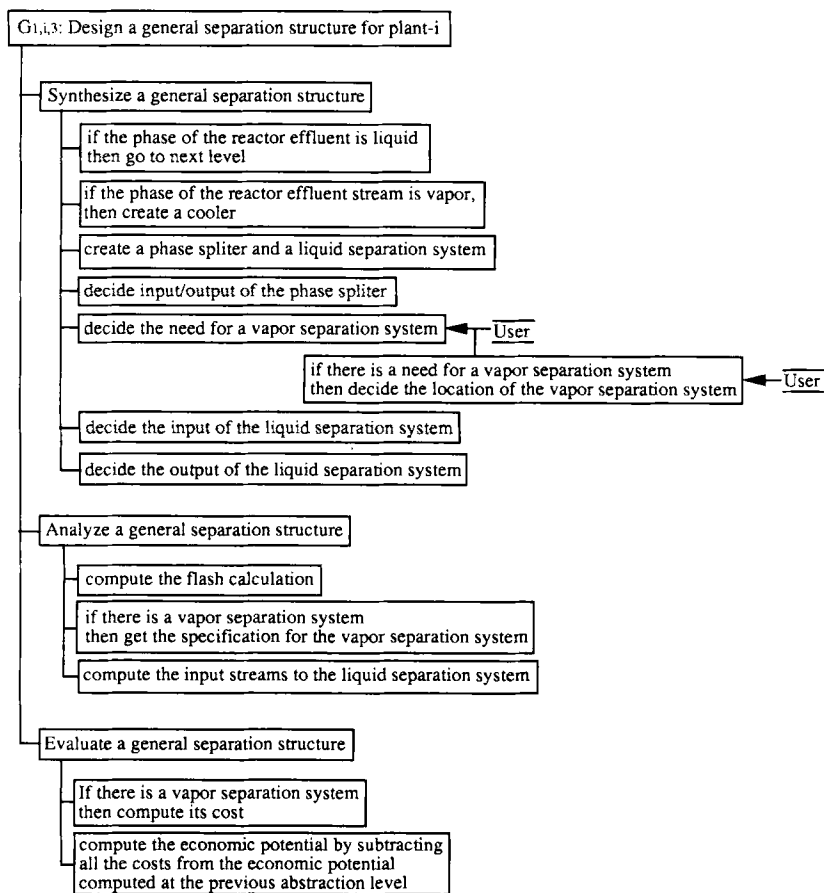 G1,i,3: Design a general separation structure for plant-i
Synthesize a general separation structure
if the phase of the reactor effluent is liquid
then go to next level
if the phase of the reactor effluent stream is vapor,
then create a cooler
create a phase spliter and a liquid separation system
decide input/output of the phase spliter
decide the need for a vapor separation system
User
if there is a need for a vapor separation system
then decide the location of the vapor separation system
User
decide the input of the liquid separation system
decide the output of the liquid separation system
Analyze a general separation structure
compute the flash calculation
if there is a vapor separation system
then get the specification for the vapor separation system
compute the input streams to the liquid separation system
Evaluate a general separation structure
If there is a vapor separation system
then compute its cost
compute the economic potential by subtracting
all the costs from the economic potential
computed at the previous abstraction level